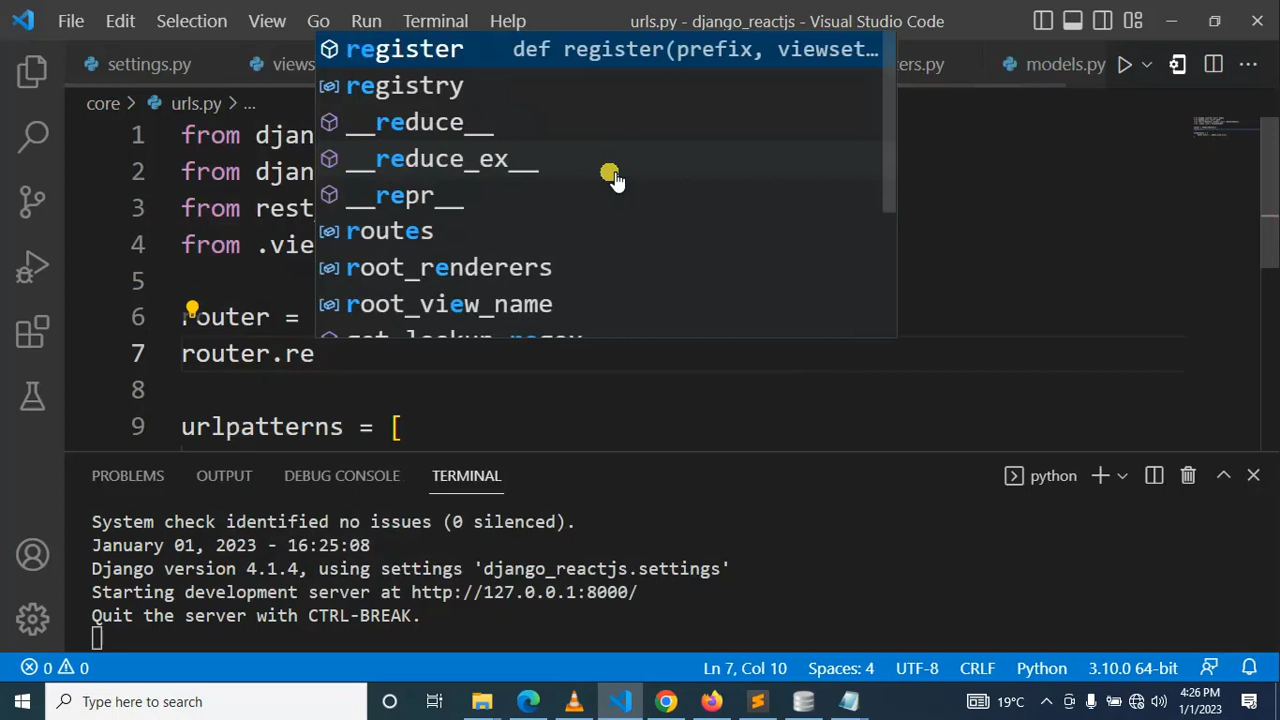 File Edit Selection View Go Run Terminal Help urls.py - django_reactjs - Visual Studio Code
settings.py views ers.py models.py
core > urls.py > ...
register def register(prefix, viewset…
registry
__reduce__
__reduce_ex__
__repr__
routes
root_renderers
root_view_name
1 from djan
2 from djan
3 from rest_
4 from .vie
5
6 router =
7 router.re
8
9 urlpatterns = [
PROBLEMS OUTPUT DEBUG CONSOLE TERMINAL python
System check identified no issues (0 silenced).
January 01, 2023 - 16:25:08
Django version 4.1.4, using settings 'django_reactjs.settings'
Starting development server at http://127.0.0.1:8000/
Quit the server with CTRL-BREAK.
0 0 Ln 7, Col 10 Spaces: 4 UTF-8 CRLF Python 3.10.0 64-bit
Type here to search 19°C 4:26 PM
1/1/2023